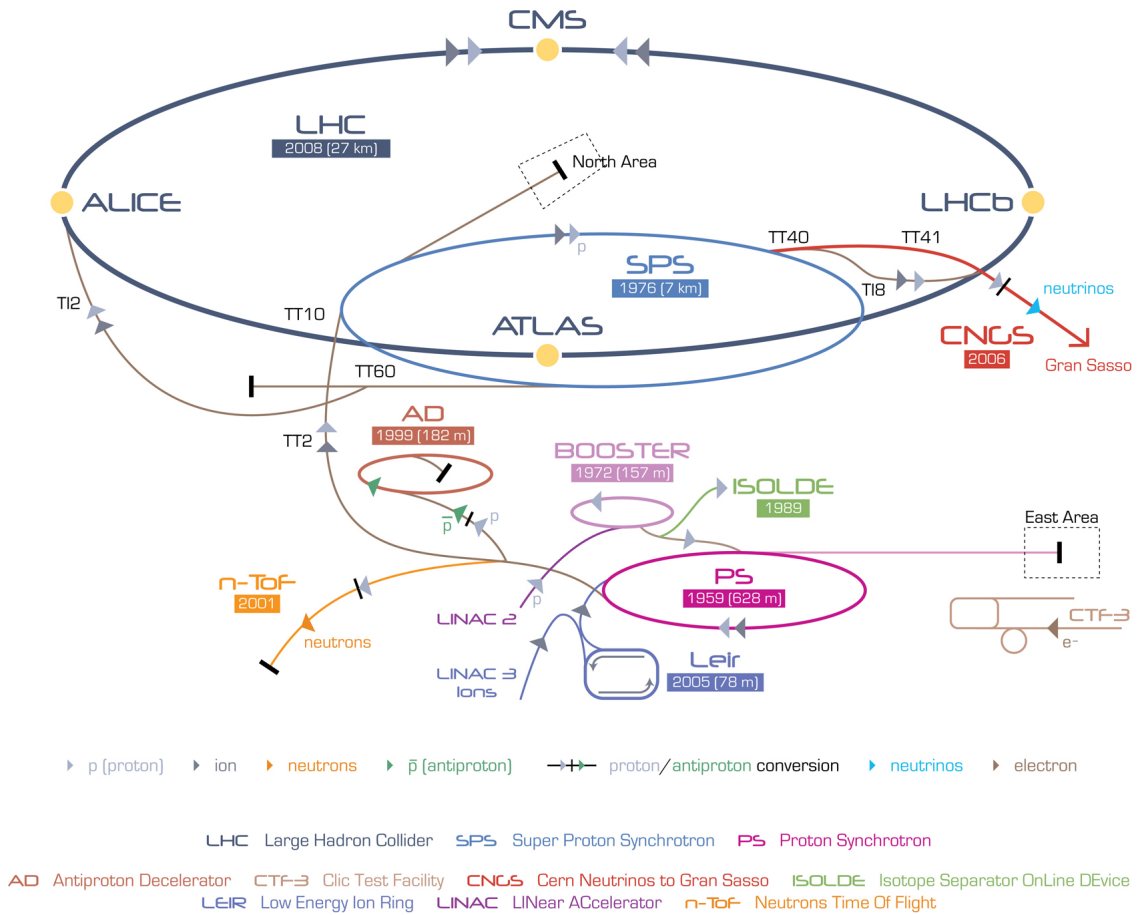 CMS
LHC
2008 (27 km)
North Area
ALICE
LHCb
p
TT40
TT41
SPS
1976 (7 km)
TI2
TI8
neutrinos
TT10
ATLAS
CNGS
2006
Gran Sasso
TT60
AD
1999 (182 m)
TT2
BOOSTER
1972 (157 m)
ISOLDE
1989
East Area
p̅
p
n-ToF
2001
p
PS
1959 (628 m)
LINAC 2
CTF-3
e-
neutrons
LINAC 3
Ions
Leir
2005 (78 m)
p (proton)
ion
neutrons
p̅ (antiproton)
proton/antiproton conversion
neutrinos
electron
LHC Large Hadron Collider SPS Super Proton Synchrotron PS Proton Synchrotron
AD Antiproton Decelerator CTF-3 Clic Test Facility CNGS Cern Neutrinos to Gran Sasso ISOLDE Isotope Separator OnLine DEvice
LEIR Low Energy Ion Ring LINAC LINear ACcelerator n-ToF Neutrons Time Of Flight